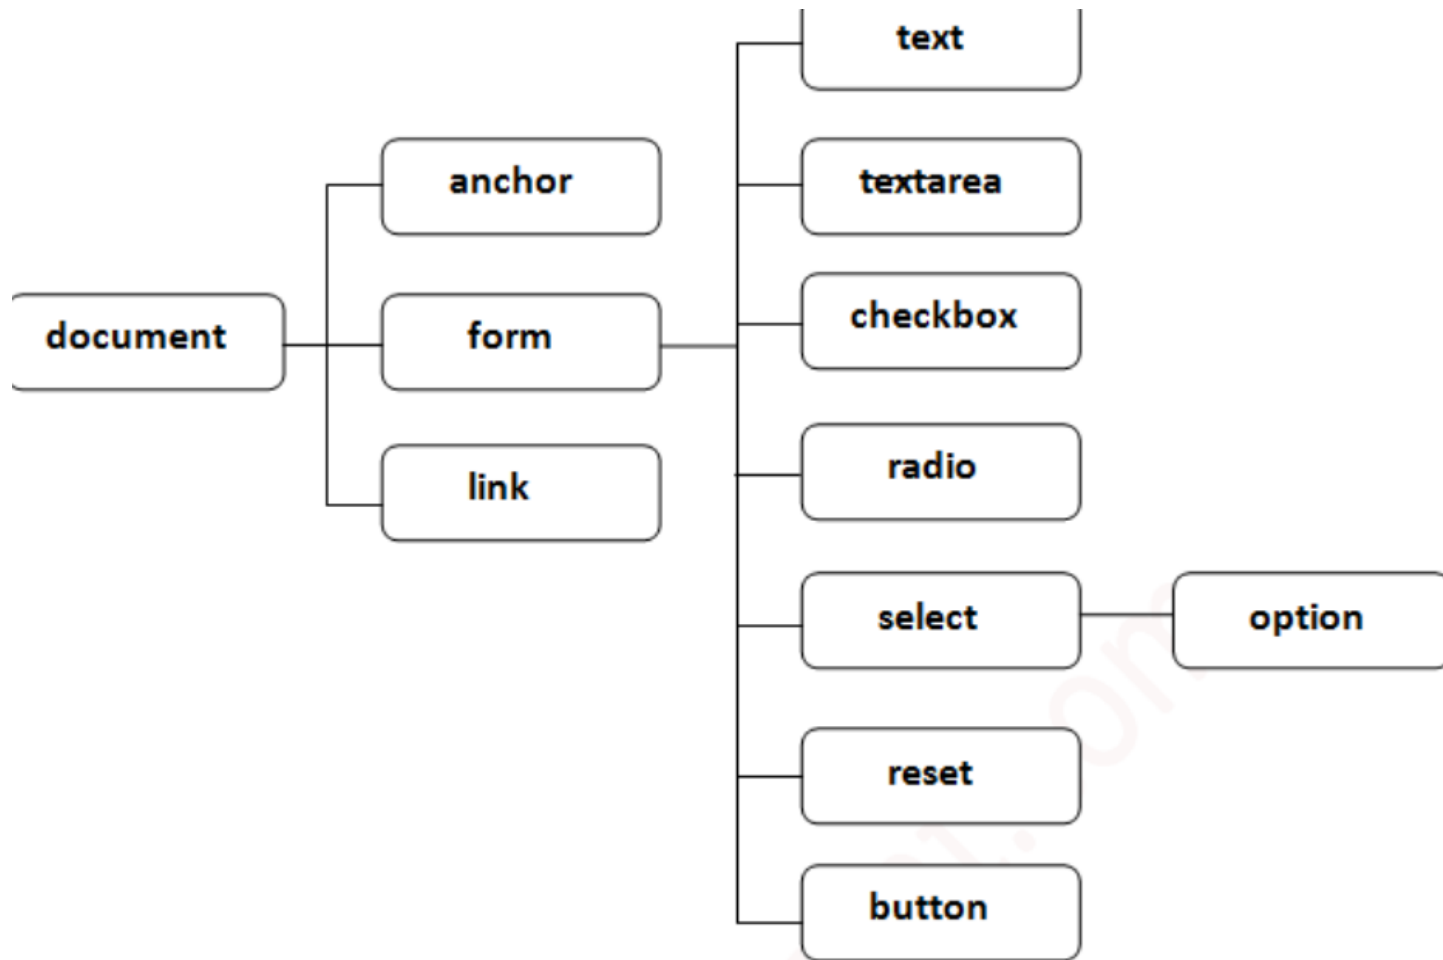 text
anchor
textarea
document
form
checkbox
link
radio
select
option
reset
button